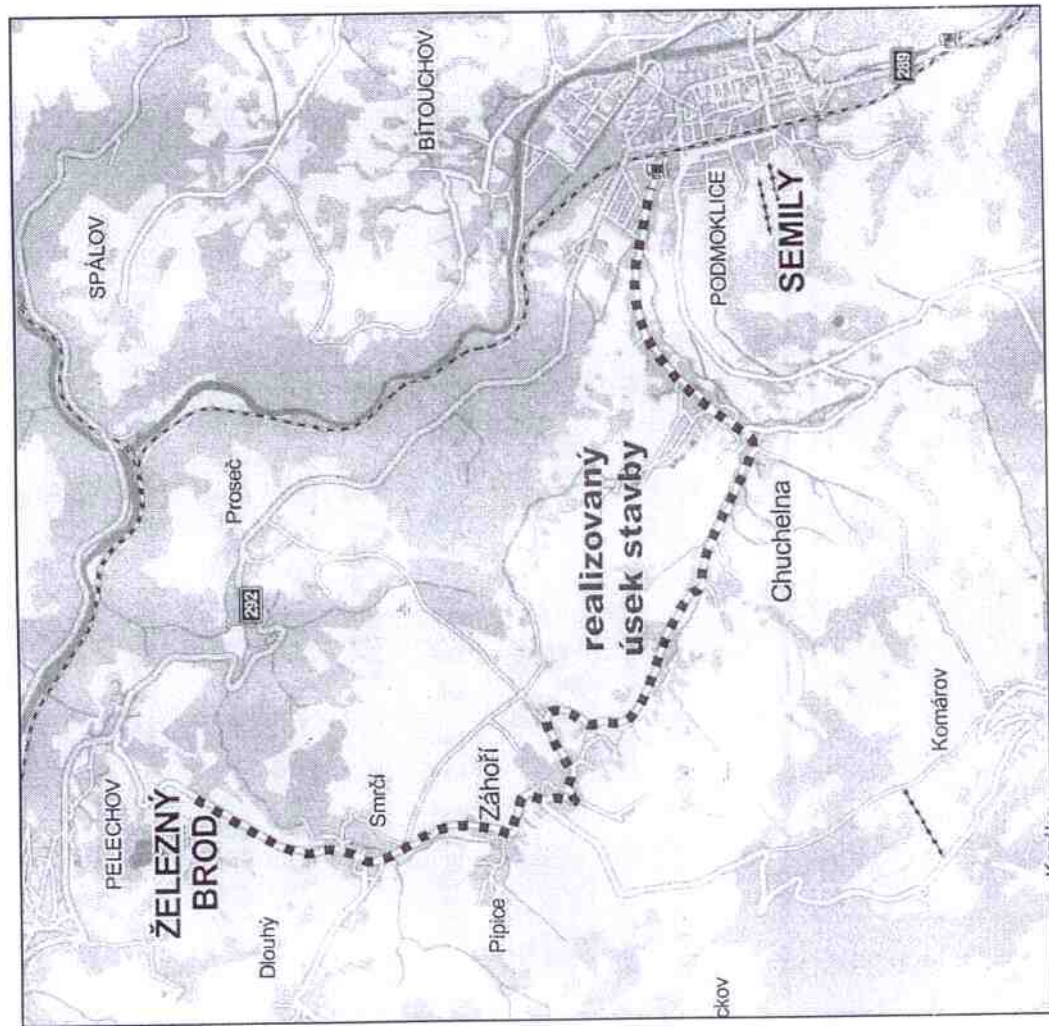 SPÁLOV
PELECHOV
ŽELEZNÝ
BROD
Proseč
292
Dlouhý
Smrčí
BÍTOUCHOV
Záhoří
Pipice
realizovaný
úsek stavby
PODMOKLICE
ckov
Chuchelna
SEMILY
289
Komárov